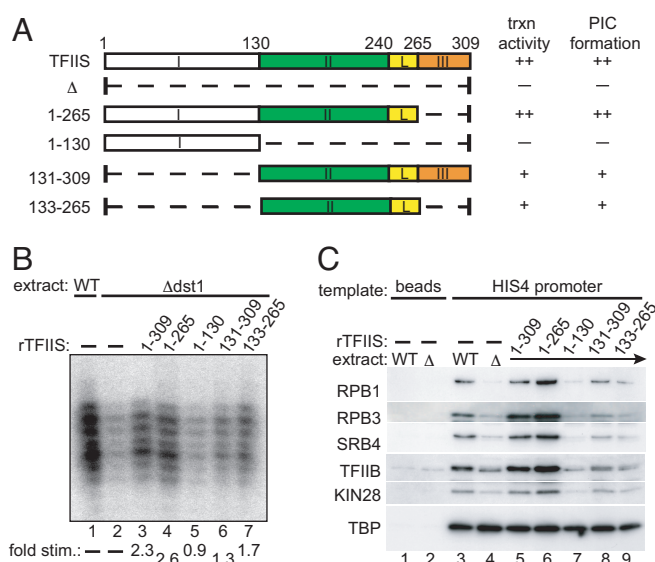 A
1 130 240 265 309 trxn activity PIC formation
TFIIS I II L III ++ ++
Δ — —
1-265 I II L ++ ++
1-130 I — —
131-309 II L III + +
133-265 II L + +
B
extract: WT Δdst1
rTFIIS: – – 1-309 1-265 1-130 131-309 133-265
1 2 3 4 5 6 7
fold stim.: — — 2.3 2.6 0.9 1.3 1.7
C
template: beads HIS4 promoter
rTFIIS: – – – – 1-309 1-265 1-130 131-309 133-265
extract: WT Δ WT Δ
RPB1
RPB3
SRB4
TFIIB
KIN28
TBP
1 2 3 4 5 6 7 8 9